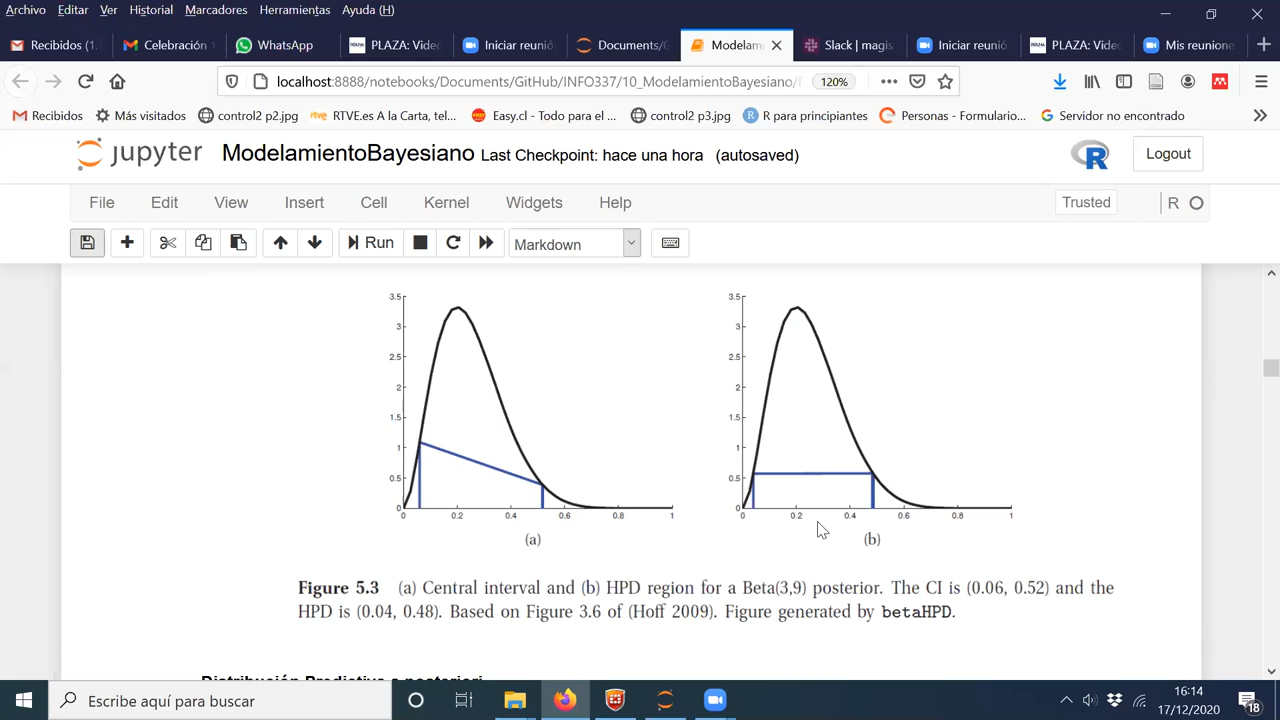 Archivo Editar Ver Historial Marcadores Herramientas Ayuda (H)
Recibidos (1. Celebración 1 WhatsApp PLAZA: Vide Iniciar reunió Documents/G Modelam Slack | magis Iniciar reunió PLAZA: Vide Mis reunione
localhost:8888/notebooks/Documents/GitHub/INFO337/10_ModelamientoBayesiano/ 120%
Recibidos Más visitados control2 p2.jpg RTVE.es A la Carta, tel... Easy.cl - Todo para el ... control2 p3.jpg R para principiantes Personas - Formulario... Servidor no encontrado
jupyter ModelamientoBayesiano Last Checkpoint: hace una hora (autosaved) R Logout
File Edit View Insert Cell Kernel Widgets Help Trusted R
Run Markdown
3.5 3.5
3 3
2.5 2.5
2 2
1.5 1.5
1 1
0.5 0.5
0 0
0 0.2 0.4 0.6 0.8 1 0 0.2 0.4 0.6 0.8 1
(a) (b)
Figure 5.3 (a) Central interval and (b) HPD region for a Beta(3,9) posterior. The CI is (0.06, 0.52) and the
HPD is (0.04, 0.48). Based on Figure 3.6 of (Hoff 2009). Figure generated by betaHPD.
Distribución Predictiva a posteriori
Escribe aquí para buscar
16:14
17/12/2020
18